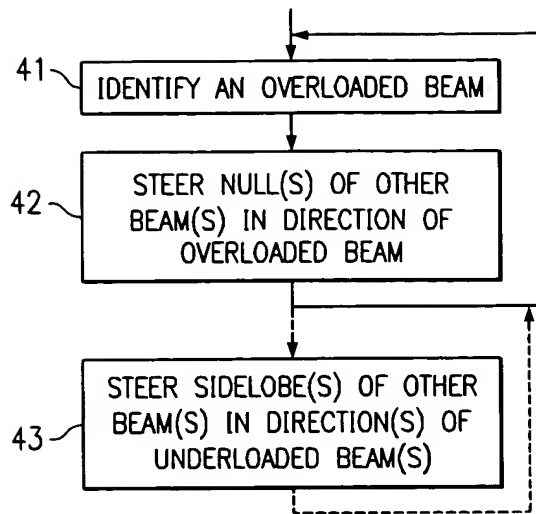 41
IDENTIFY AN OVERLOADED BEAM
42
STEER NULL(S) OF OTHER
BEAM(S) IN DIRECTION OF
OVERLOADED BEAM
43
STEER SIDELOBE(S) OF OTHER
BEAM(S) IN DIRECTION(S) OF
UNDERLOADED BEAM(S)